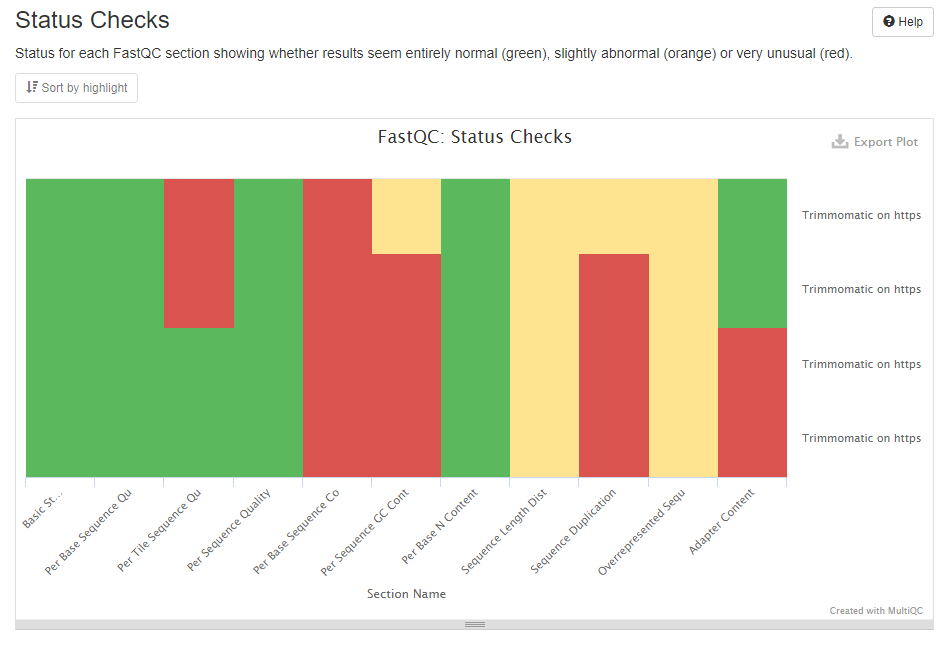 Status Checks
Help
Status for each FastQC section showing whether results seem entirely normal (green), slightly abnormal (orange) or very unusual (red).
Sort by highlight
FastQC: Status Checks
Export Plot
Trimmomatic on https
Trimmomatic on https
Trimmomatic on https
Trimmomatic on https
Basic St...
Per Base Sequence Qu
Per Tile Sequence Qu
Per Sequence Quality
Per Base Sequence Co
Per Sequence GC Cont
Per Base N Content
Sequence Length Dist
Sequence Duplication
Overrepresented Sequ
Adapter Content
Section Name
Created with MultiQC